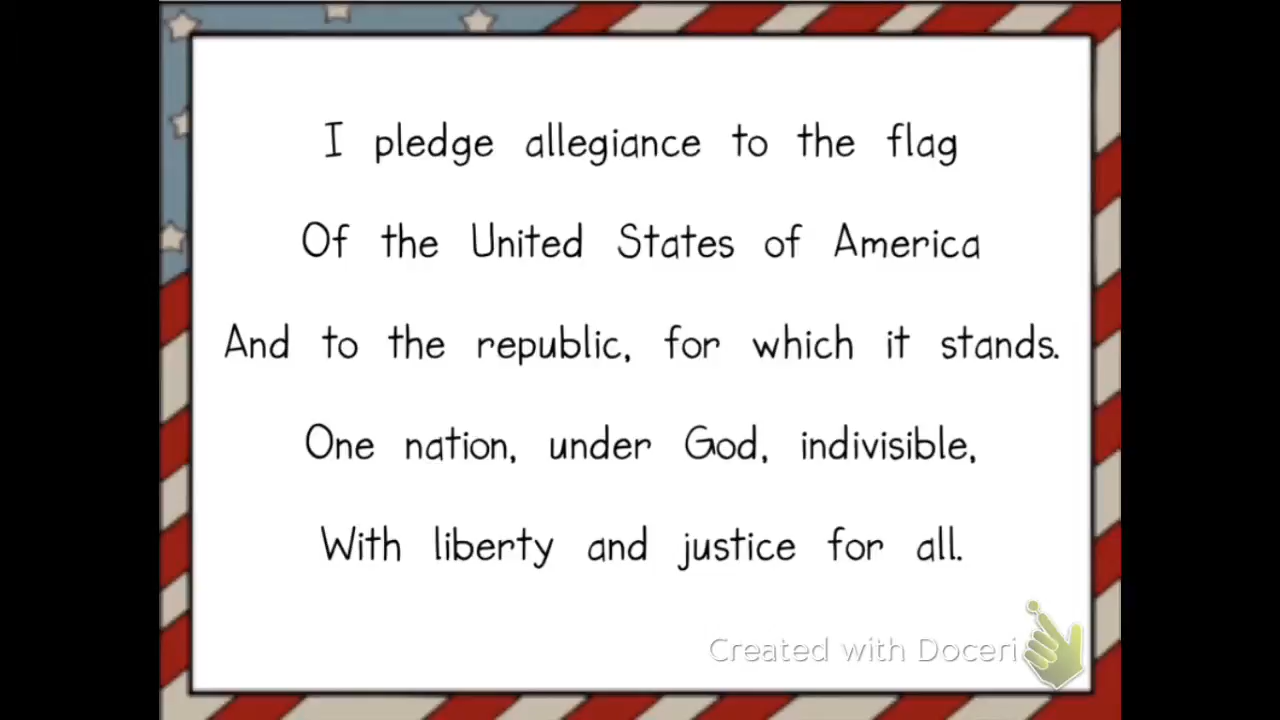 I pledge allegiance to the flag
Of the United States of America
And to the republic, for which it stands.
One nation, under God, indivisible,
With liberty and justice for all.
Created with Doceri